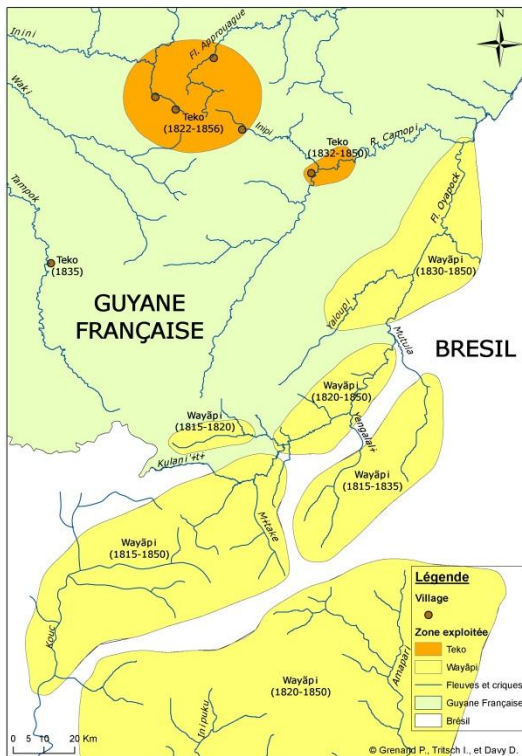 Inini
Fl. Approuague
N
Waki
Teko
(1822-1856)
Inipi
Teko
(1832-1850)
R. Camopi
Tampok
Fl. Oyapock
Teko
(1835)
Wayãpi
(1830-1850)
GUYANE
FRANÇAISE
Yaloupi
Mutula
BRESIL
Wayãpi
(1820-1850)
Wayãpi
(1815-1820)
Kulani'+t+
Wayãpi
(1815-1835)
M+take
Wayãpi
(1815-1850)
Kouc
Légende
Village
Zone exploitée
Teko
Wayãpi
Fleuves et criques
Guyane Française
Brésil
Amapari
Wayãpi
(1820-1850)
Inipuku
0 5 10 20 Km
© Grenand P., Tritsch I., et Davy D.